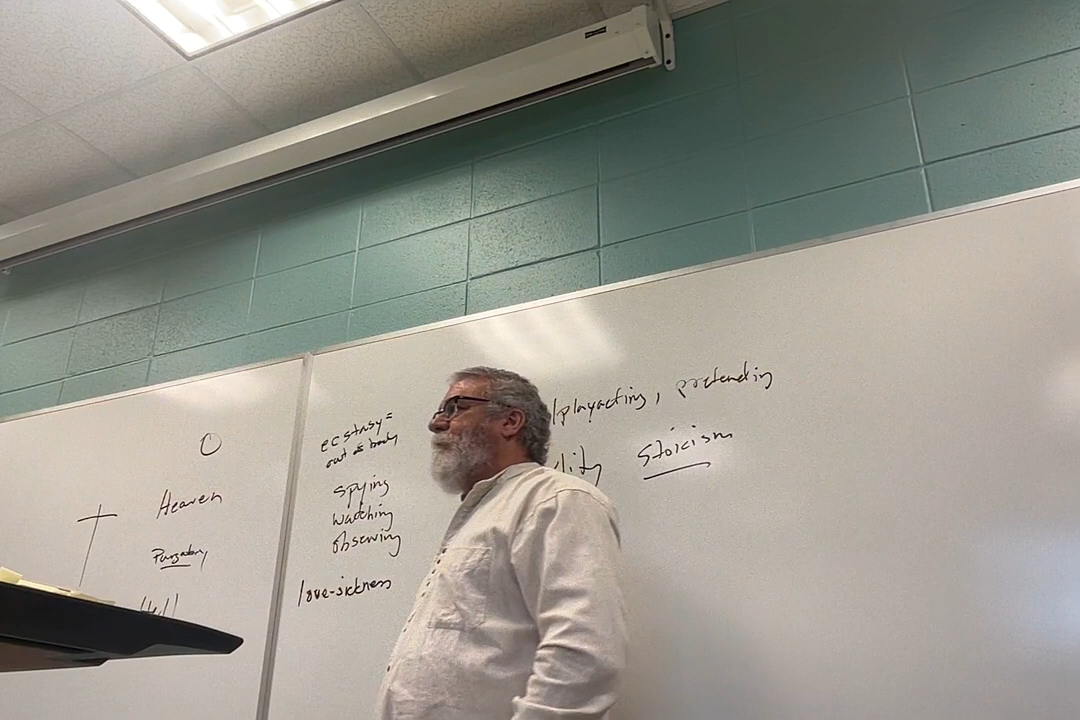 Heaven
Purgatory
Hell
ecstasy =
out of body
spying
watching
observing
love-sickness
playacting, pretending
Stoicism